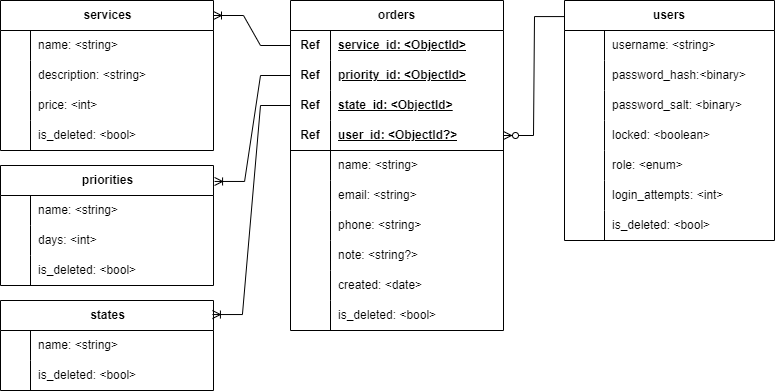 services
name: <string>
description: <string>
price: <int>
is_deleted: <bool>
priorities
name: <string>
days: <int>
is_deleted: <bool>
states
name: <string>
is_deleted: <bool>
orders
Ref service_id: <ObjectId>
Ref priority_id: <ObjectId>
Ref state_id: <ObjectId>
Ref user_id: <ObjectId?>
name: <string>
email: <string>
phone: <string>
note: <string?>
created: <date>
is_deleted: <bool>
users
username: <string>
password_hash:<binary>
password_salt: <binary>
locked: <boolean>
role: <enum>
login_attempts: <int>
is_deleted: <bool>